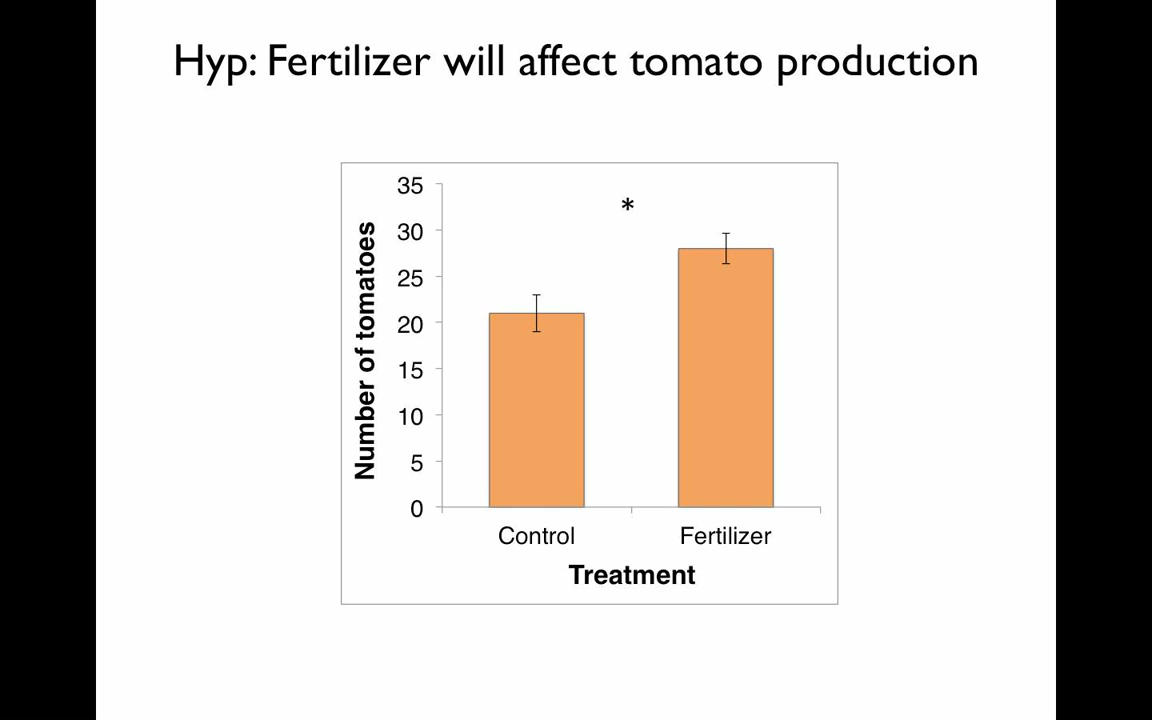 Hyp: Fertilizer will affect tomato production
*
35
30
25
20
15
10
5
0
Number of tomatoes
Control Fertilizer
Treatment